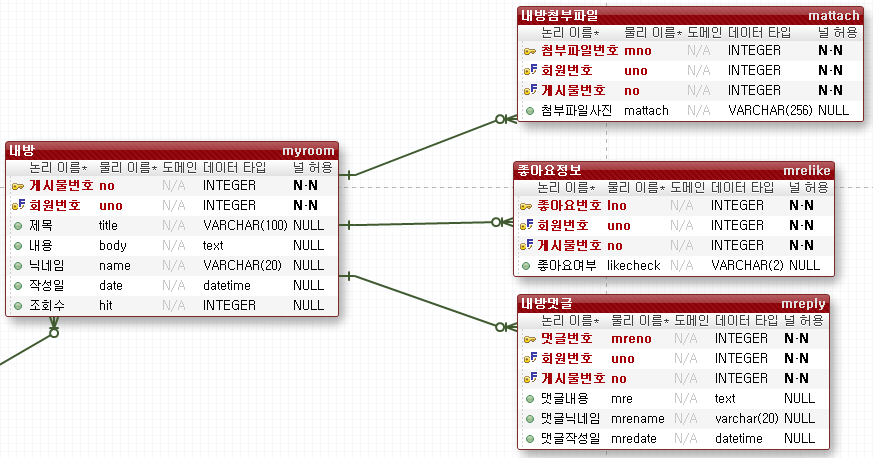 내방첨부파일 mattach
논리 이름* 물리 이름* 도메인 데이터 타입 널 허용
첨부파일번호 mno N/A INTEGER N-N
회원번호 uno N/A INTEGER N-N
게시물번호 no N/A INTEGER N-N
첨부파일사진 mattach N/A VARCHAR(256) NULL
내방 myroom
논리 이름* 물리 이름* 도메인 데이터 타입 널 허용
게시물번호 no N/A INTEGER N-N
회원번호 uno N/A INTEGER N-N
제목 title N/A VARCHAR(100) NULL
내용 body N/A text NULL
닉네임 name N/A VARCHAR(20) NULL
작성일 date N/A datetime NULL
조회수 hit N/A INTEGER NULL
좋아요정보 mrelike
논리 이름* 물리 이름* 도메인 데이터 타입 널 허용
좋아요번호 lno N/A INTEGER N-N
회원번호 uno N/A INTEGER N-N
게시물번호 no N/A INTEGER N-N
좋아요여부 likecheck N/A VARCHAR(2) NULL
내방댓글 mreply
논리 이름* 물리 이름* 도메인 데이터 타입 널 허용
댓글번호 mreno N/A INTEGER N-N
회원번호 uno N/A INTEGER N-N
게시물번호 no N/A INTEGER N-N
댓글내용 mre N/A text NULL
댓글닉네임 mrename N/A varchar(20) NULL
댓글작성일 mredate N/A datetime NULL